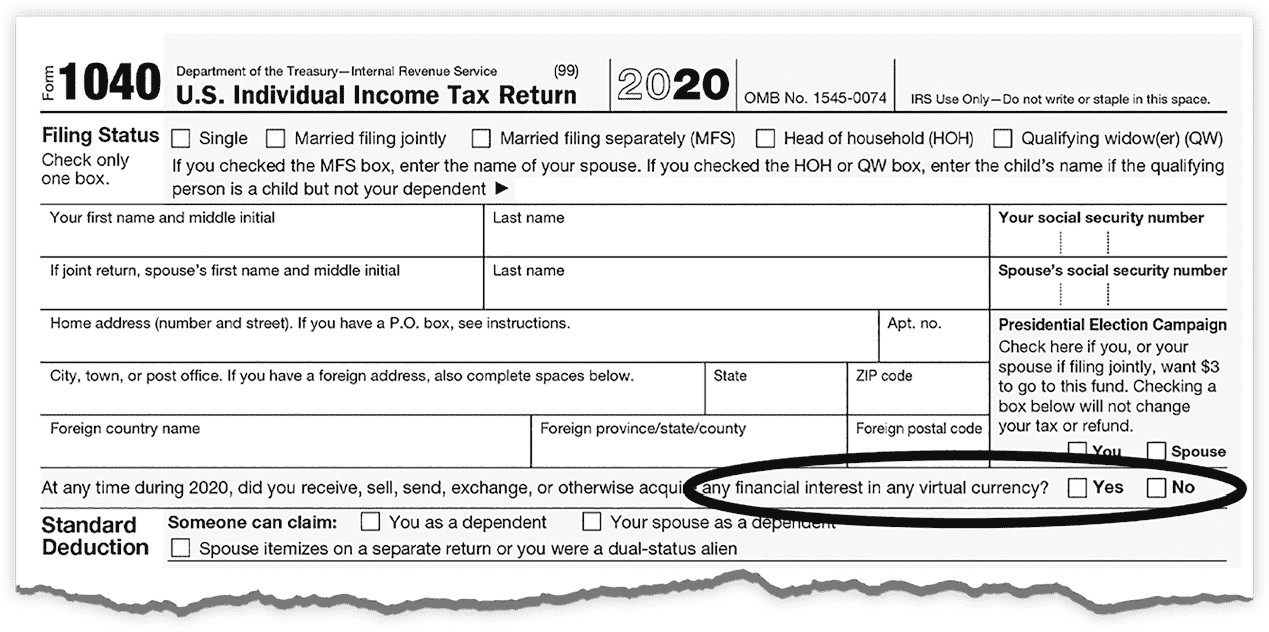 Form 1040 Department of the Treasury—Internal Revenue Service (99)
U.S. Individual Income Tax Return
2020
OMB No. 1545-0074
IRS Use Only—Do not write or staple in this space.
Filing Status
Check only
one box.
Single Married filing jointly Married filing separately (MFS) Head of household (HOH) Qualifying widow(er) (QW)
If you checked the MFS box, enter the name of your spouse. If you checked the HOH or QW box, enter the child's name if the qualifying
person is a child but not your dependent ▶
Your first name and middle initial
Last name
Your social security number
If joint return, spouse's first name and middle initial
Last name
Spouse's social security number
Home address (number and street). If you have a P.O. box, see instructions.
Apt. no.
City, town, or post office. If you have a foreign address, also complete spaces below.
State
ZIP code
Foreign country name
Foreign province/state/county
Foreign postal code
Presidential Election Campaign
Check here if you, or your
spouse if filing jointly, want $3
to go to this fund. Checking a
box below will not change
your tax or refund.
You Spouse
At any time during 2020, did you receive, sell, send, exchange, or otherwise acquire any financial interest in any virtual currency? Yes No
Standard
Deduction
Someone can claim: You as a dependent Your spouse as a dependent
Spouse itemizes on a separate return or you were a dual-status alien